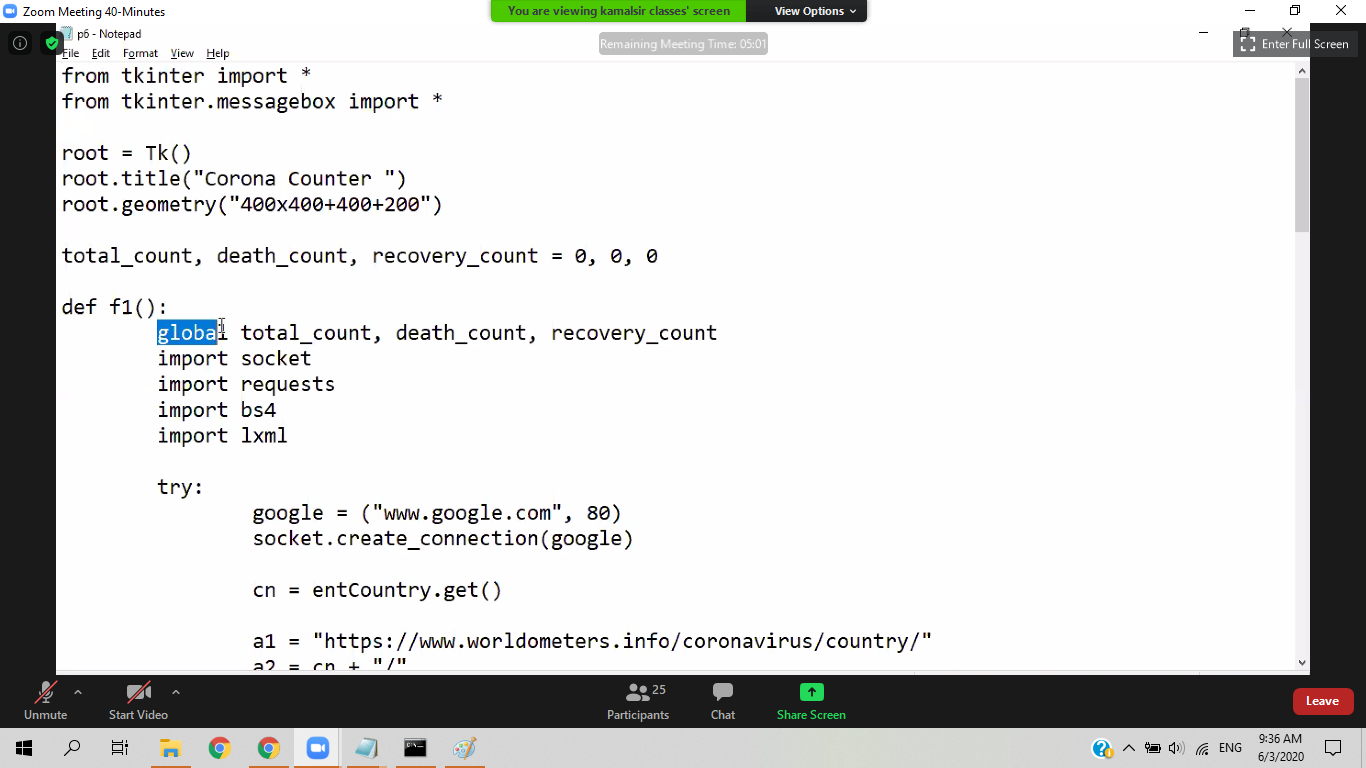 Zoom Meeting 40-Minutes
You are viewing kamalsir classes' screen
View Options
p6 - Notepad
Remaining Meeting Time: 05:01
Enter Full Screen
File Edit Format View Help
from tkinter import *
from tkinter.messagebox import *
root = Tk()
root.title("Corona Counter ")
root.geometry("400x400+400+200")
total_count, death_count, recovery_count = 0, 0, 0
def f1():
global total_count, death_count, recovery_count
import socket
import requests
import bs4
import lxml
try:
google = ("www.google.com", 80)
socket.create_connection(google)
cn = entCountry.get()
a1 = "https://www.worldometers.info/coronavirus/country/"
a2 = cn + "/"
Unmute
Start Video
25
Participants
Chat
Share Screen
Leave
ENG
9:36 AM
6/3/2020